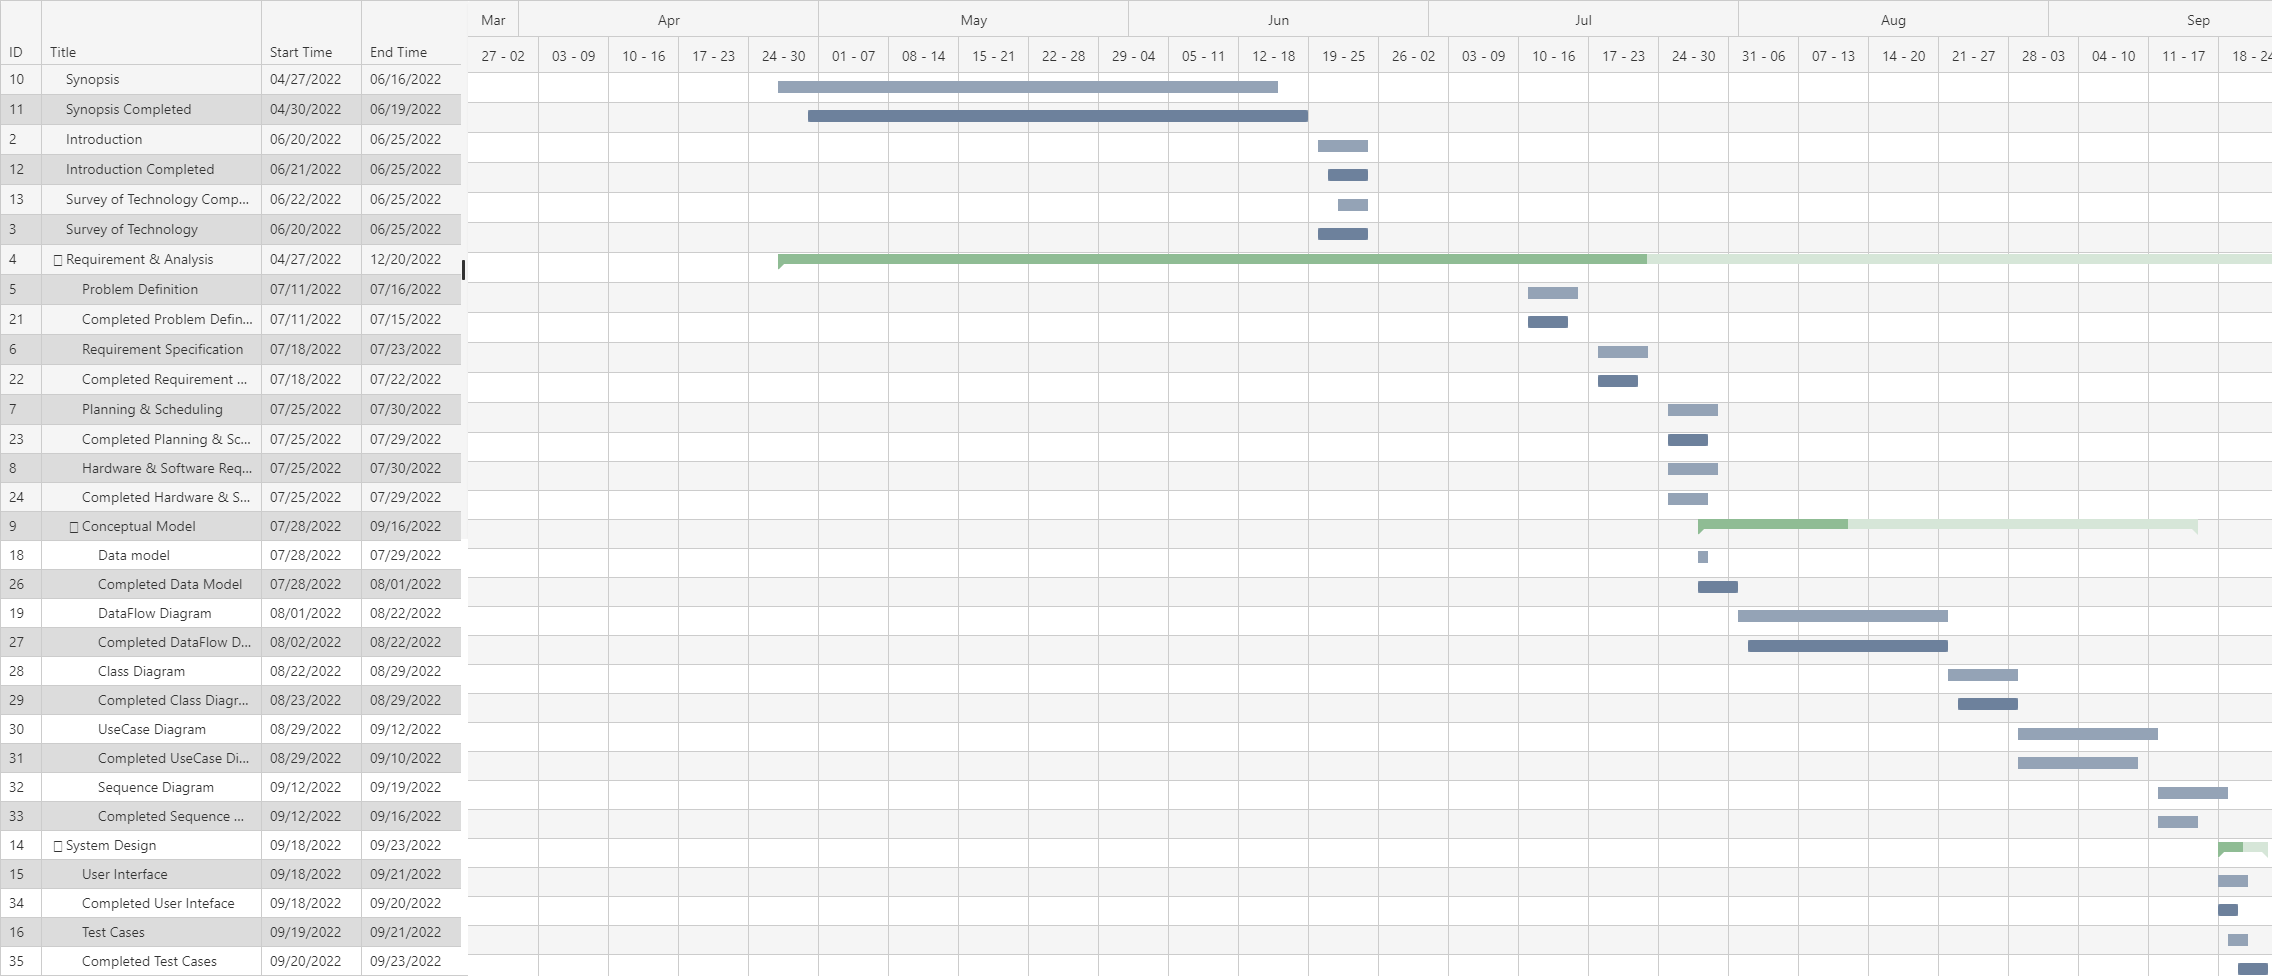 Mar Apr May Jun Jul Aug Sep
ID Title Start Time End Time 27 - 02 03 - 09 10 - 16 17 - 23 24 - 30 01 - 07 08 - 14 15 - 21 22 - 28 29 - 04 05 - 11 12 - 18 19 - 25 26 - 02 03 - 09 10 - 16 17 - 23 24 - 30 31 - 06 07 - 13 14 - 20 21 - 27 28 - 03 04 - 10 11 - 17 18 - 24
10 Synopsis 04/27/2022 06/16/2022
11 Synopsis Completed 04/30/2022 06/19/2022
2 Introduction 06/20/2022 06/25/2022
12 Introduction Completed 06/21/2022 06/25/2022
13 Survey of Technology Comp... 06/22/2022 06/25/2022
3 Survey of Technology 06/20/2022 06/25/2022
4 Requirement & Analysis 04/27/2022 12/20/2022
5 Problem Definition 07/11/2022 07/16/2022
21 Completed Problem Defin... 07/11/2022 07/15/2022
6 Requirement Specification 07/18/2022 07/23/2022
22 Completed Requirement ... 07/18/2022 07/22/2022
7 Planning & Scheduling 07/25/2022 07/30/2022
23 Completed Planning & Sc... 07/25/2022 07/29/2022
8 Hardware & Software Req... 07/25/2022 07/30/2022
24 Completed Hardware & S... 07/25/2022 07/29/2022
9 Conceptual Model 07/28/2022 09/16/2022
18 Data model 07/28/2022 07/29/2022
26 Completed Data Model 07/28/2022 08/01/2022
19 DataFlow Diagram 08/01/2022 08/22/2022
27 Completed DataFlow D... 08/02/2022 08/22/2022
28 Class Diagram 08/22/2022 08/29/2022
29 Completed Class Diagr... 08/23/2022 08/29/2022
30 UseCase Diagram 08/29/2022 09/12/2022
31 Completed UseCase Di... 08/29/2022 09/10/2022
32 Sequence Diagram 09/12/2022 09/19/2022
33 Completed Sequence ... 09/12/2022 09/16/2022
14 System Design 09/18/2022 09/23/2022
15 User Interface 09/18/2022 09/21/2022
34 Completed User Inteface 09/18/2022 09/20/2022
16 Test Cases 09/19/2022 09/21/2022
35 Completed Test Cases 09/20/2022 09/23/2022